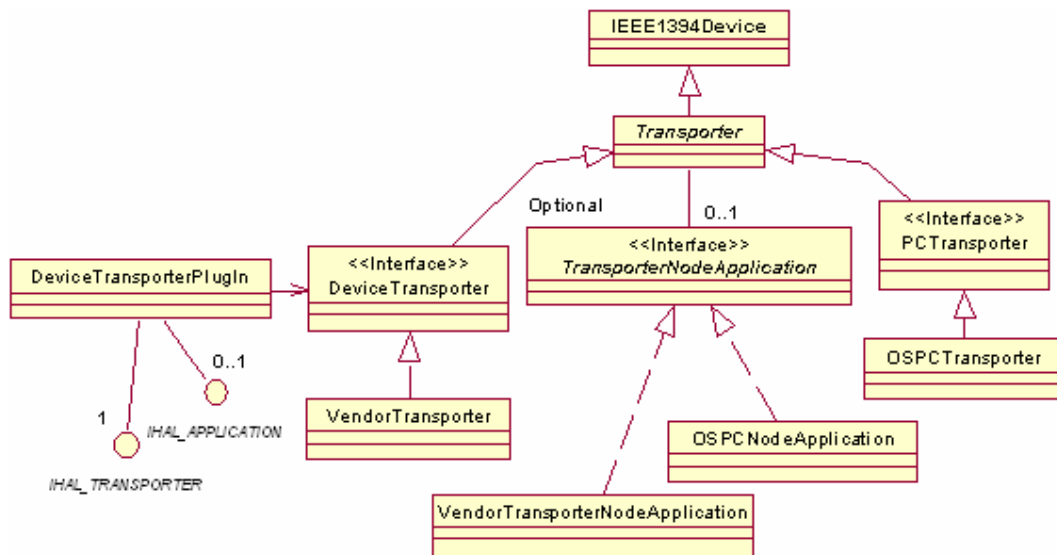 IEEE1394Device
Transporter
Optional
0..1
<<Interface>>
PCTransporter
<<Interface>>
TransporterNodeApplication
<<Interface>>
DeviceTransporter
DeviceTransporterPlugIn
OSPCTransporter
0..1
1
IHAL_APPLICATION
IHAL_TRANSPORTER
VendorTransporter
OSPCNodeApplication
VendorTransporterNodeApplication